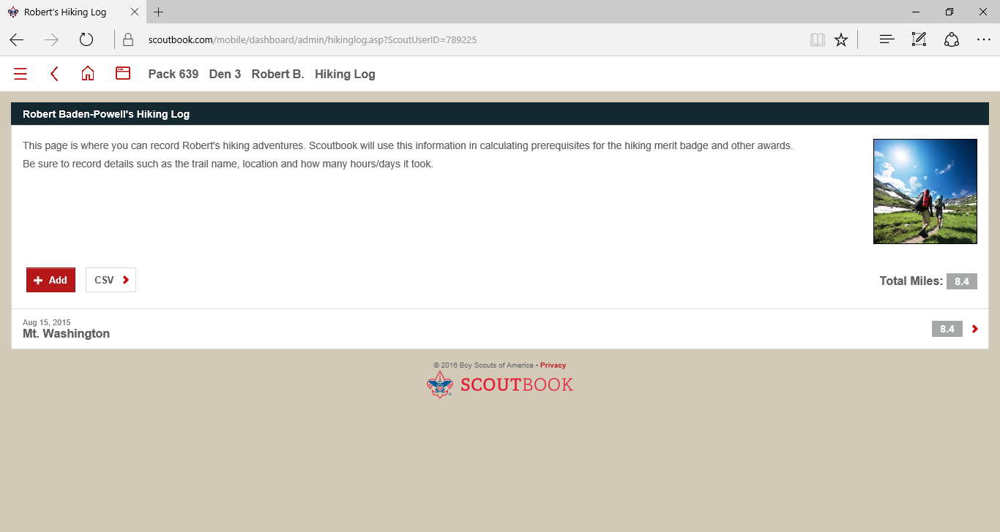 Robert's Hiking Log
scoutbook.com/mobile/dashboard/admin/hikinglog.asp?ScoutUserID=789225
Pack 639 Den 3 Robert B. Hiking Log
Robert Baden-Powell's Hiking Log
This page is where you can record Robert's hiking adventures. Scoutbook will use this information in calculating prerequisites for the hiking merit badge and other awards.
Be sure to record details such as the trail name, location and how many hours/days it took.
Add CSV Total Miles: 8.4
Aug 15, 2015
Mt. Washington 8.4
© 2016 Boy Scouts of America • Privacy
SCOUTBOOK